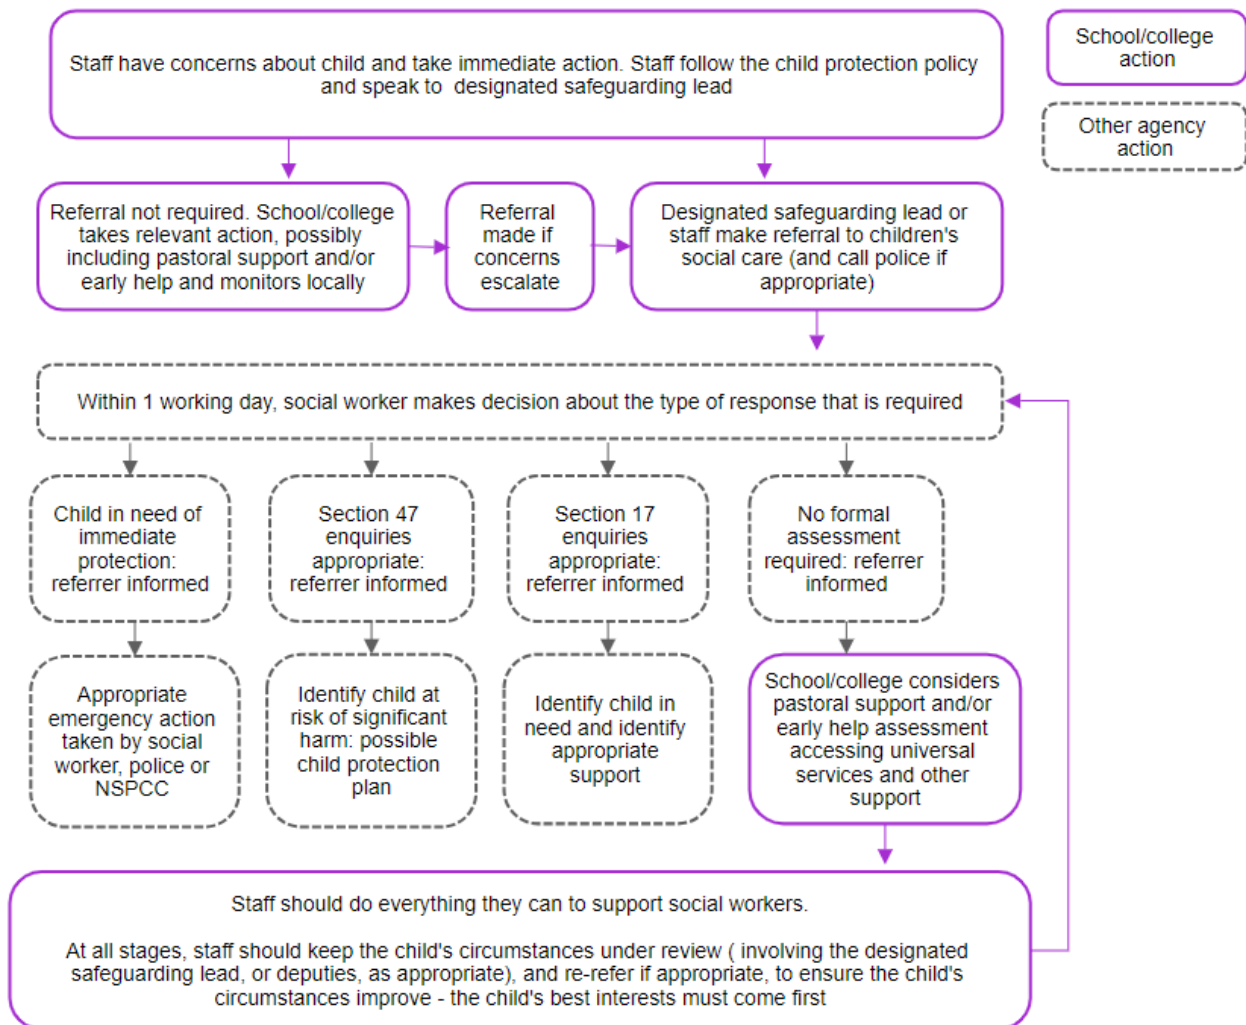 Staff have concerns about child and take immediate action. Staff follow the child protection policy
and speak to  designated safeguarding lead
School/college
action
Other agency
action
Referral not required. School/college
takes relevant action, possibly
including pastoral support and/or
early help and monitors locally
Referral
made if
concerns
escalate
Designated safeguarding lead or
staff make referral to children's
social care (and call police if
appropriate)
Within 1 working day, social worker makes decision about the type of response that is required
Child in need of
immediate
protection:
referrer informed
Section 47
enquiries
appropriate:
referrer informed
Section 17
enquiries
appropriate:
referrer informed
No formal
assessment
required: referrer
informed
Appropriate
emergency action
taken by social
worker, police or
NSPCC
Identify child at
risk of significant
harm: possible
child protection
plan
Identify child in
need and identify
appropriate
support
School/college considers
pastoral support and/or
early help assessment
accessing universal
services and other
support
Staff should do everything they can to support social workers.
At all stages, staff should keep the child's circumstances under review ( involving the designated
safeguarding lead, or deputies, as appropriate), and re-refer if appropriate, to ensure the child's
circumstances improve - the child's best interests must come first